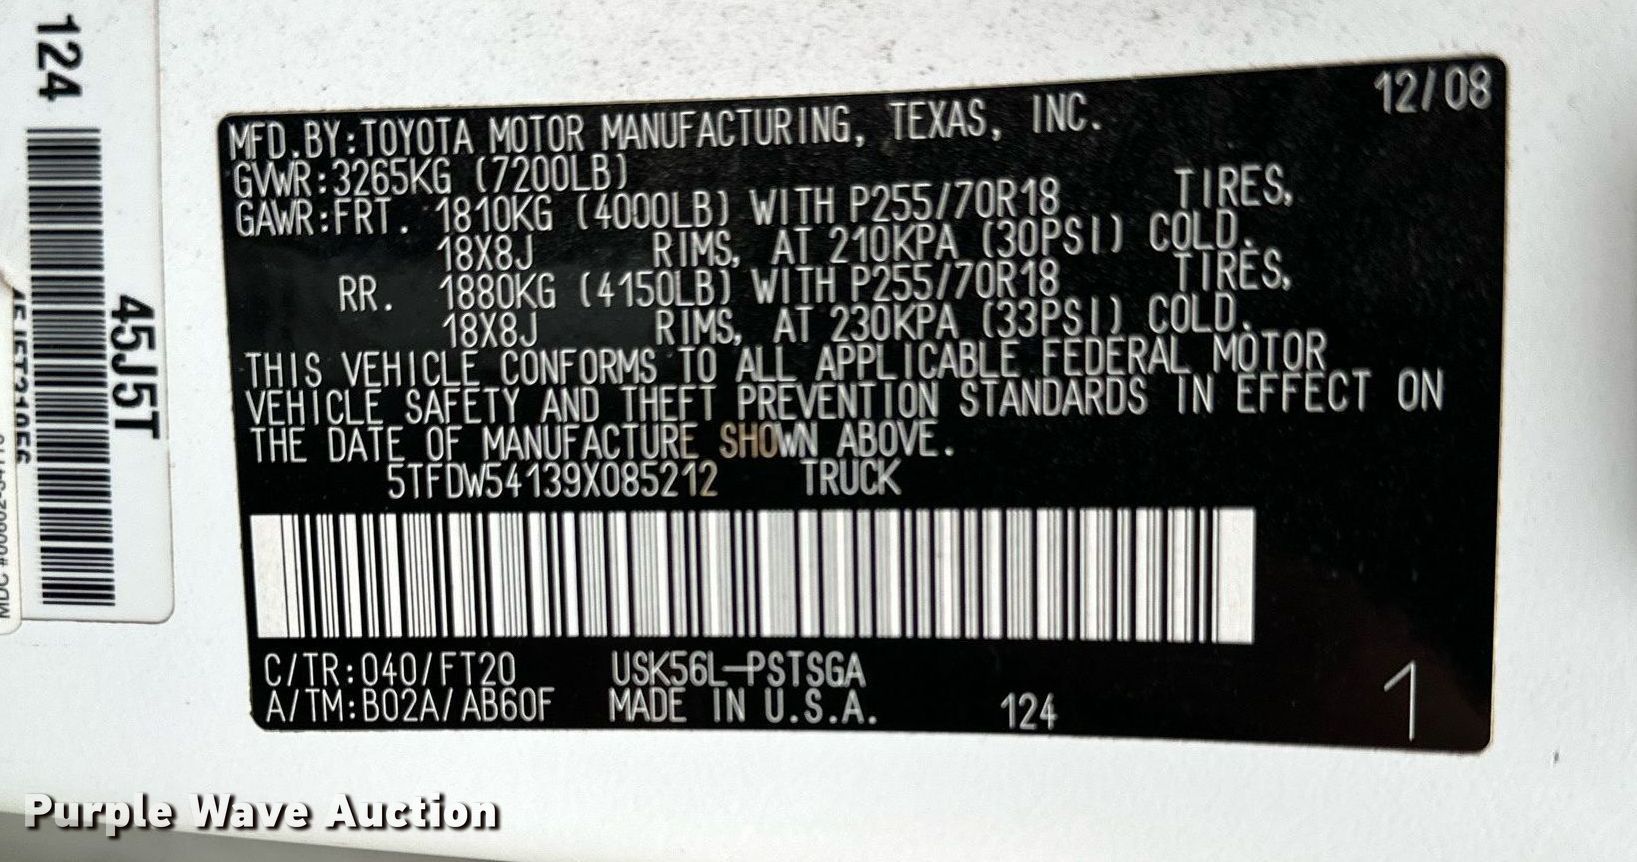 12/08
MFD.BY:TOYOTA MOTOR MANUFACTURING, TEXAS, INC.
GVWR:3265KG (7200LB)
GAWR:FRT. 1810KG (4000LB) WITH P255/70R18 TIRES,
18X8J RIMS, AT 210KPA (30PSI) COLD.
RR. 1880KG (4150LB) WITH P255/70R18 TIRES,
18X8J RIMS, AT 230KPA (33PSI) COLD.
THIS VEHICLE CONFORMS TO ALL APPLICABLE FEDERAL MOTOR
VEHICLE SAFETY AND THEFT PREVENTION STANDARDS IN EFFECT ON
THE DATE OF MANUFACTURE SHOWN ABOVE.
5TFDW54139X085212 TRUCK
C/TR:040/FT20 USK56L-PSTSGA
A/TM:B02A/AB60F MADE IN U.S.A. 124
1
124
45J5T
Purple Wave Auction